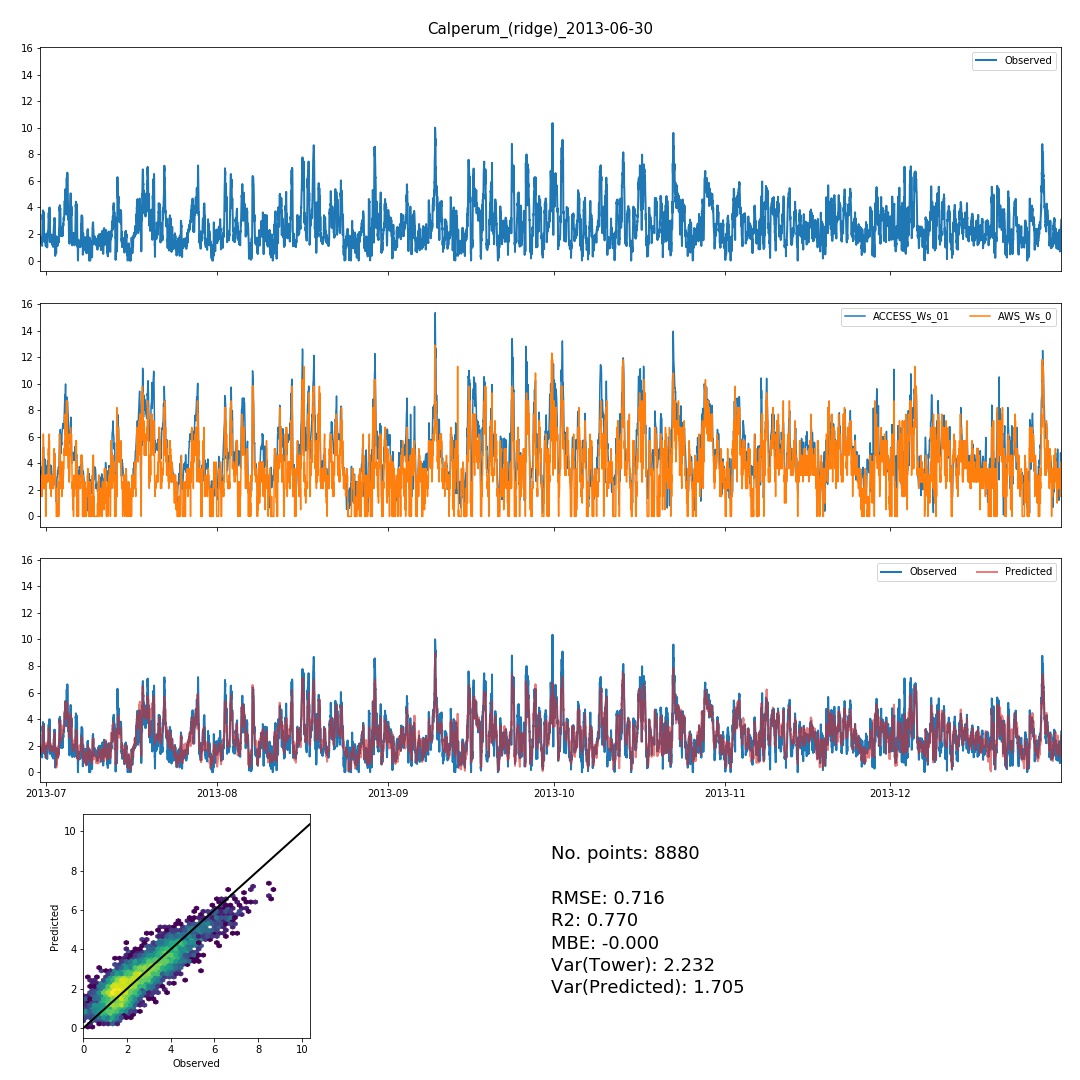 Calperum_(ridge)_2013-06-30
16
14
12
10
8
6
4
2
0
Observed
16
14
12
10
8
6
4
2
0
ACCESS_Ws_01 AWS_Ws_0
16
14
12
10
8
6
4
2
0
Observed Predicted
2013-07 2013-08 2013-09 2013-10 2013-11 2013-12
10
8
6
4
2
0
Predicted
0 2 4 6 8 10
Observed
No. points: 8880
RMSE: 0.716
R2: 0.770
MBE: -0.000
Var(Tower): 2.232
Var(Predicted): 1.705